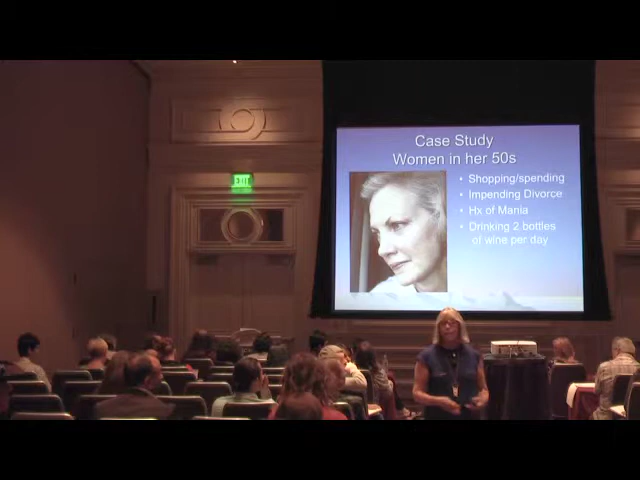 Case Study
Women in her 50s
• Shopping/spending
• Impending Divorce
• Hx of Mania
• Drinking 2 bottles
of wine per day
EXIT